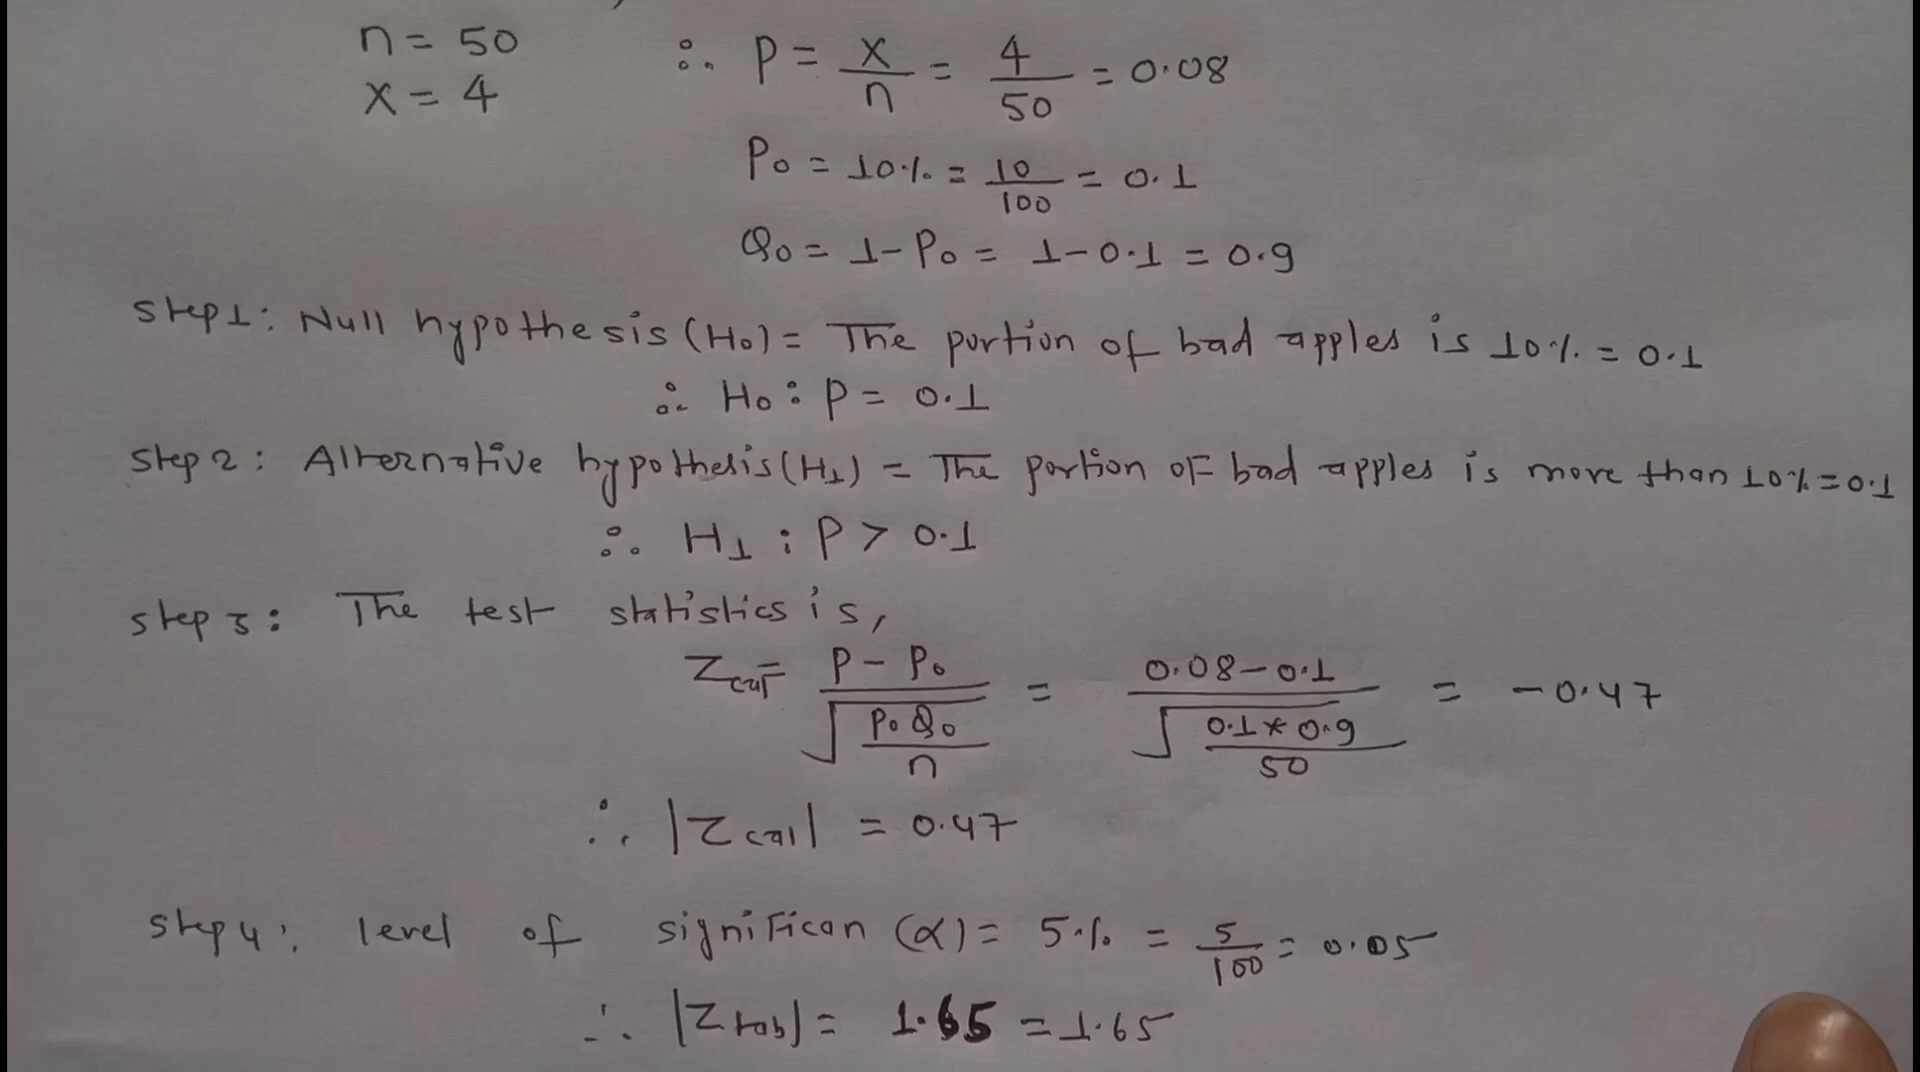 n = 50 ∴ P = x/n = 4/50 = 0.08
x = 4
P₀ = 10% = 10/100 = 0.1
Q₀ = 1 - P₀ = 1 - 0.1 = 0.9
Step 1: Null hypothesis (H₀) = The portion of bad apples is 10% = 0.1
∴ H₀ : P = 0.1
Step 2: Alternative hypothesis (H₁) = The portion of bad apples is more than 10% = 0.1
∴ H₁ : P > 0.1
Step 3: The test statistics is,
Zcal = (P - P₀)/√(P₀Q₀/n) = (0.08 - 0.1)/√(0.1*0.9/50) = -0.47
∴ |Zcal| = 0.47
Step 4: level of significan (α) = 5% = 5/100 = 0.05
∴ |Ztab| = 1.65 = 1.65